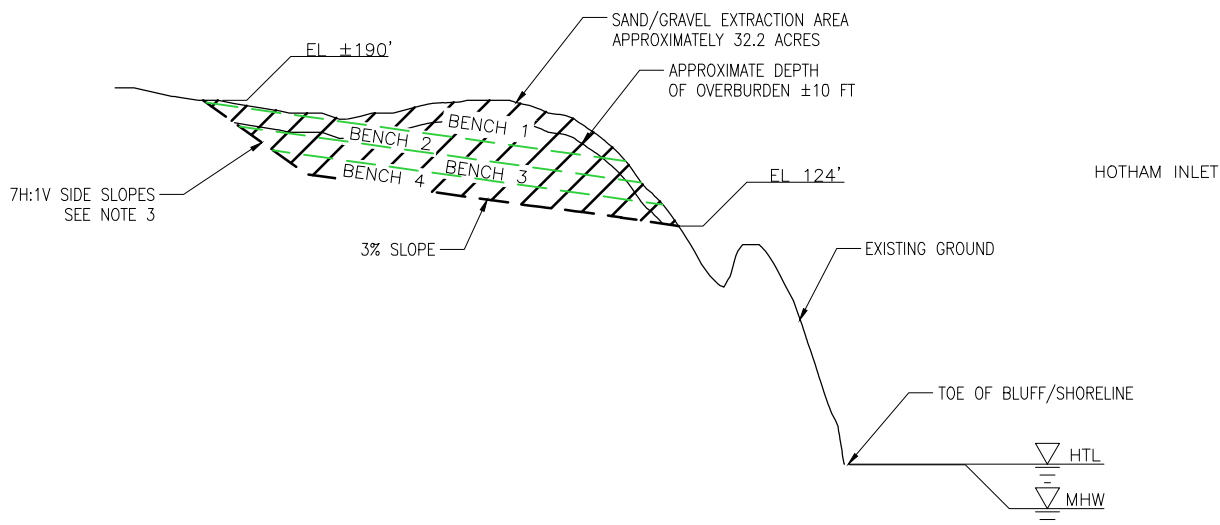 SAND/GRAVEL EXTRACTION AREA
APPROXIMATELY 32.2 ACRES
EL ±190'
APPROXIMATE DEPTH
OF OVERBURDEN ±10 FT
BENCH 1
BENCH 2
BENCH 3
BENCH 4
EL 124'
HOTHAM INLET
7H:1V SIDE SLOPES
SEE NOTE 3
3% SLOPE
EXISTING GROUND
TOE OF BLUFF/SHORELINE
HTL
MHW